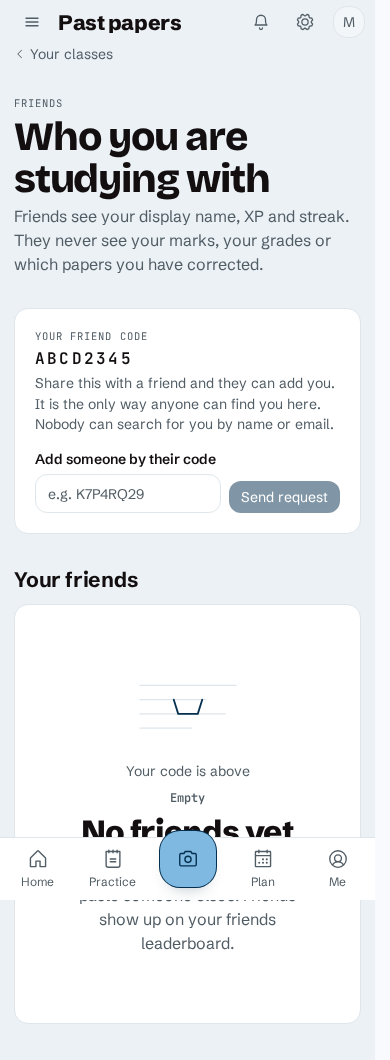 Past papers
M
Your classes
FRIENDS
Who you are
studying with
Friends see your display name, XP and streak.
They never see your marks, your grades or
which papers you have corrected.
YOUR FRIEND CODE
ABCD2345
Share this with a friend and they can add you.
It is the only way anyone can find you here.
Nobody can search for you by name or email.
Add someone by their code
e.g. K7P4RQ29
Send request
Your friends
Your code is above
Empty
No friends yet
Home
Practice
Plan
Me
show up on your friends
leaderboard.